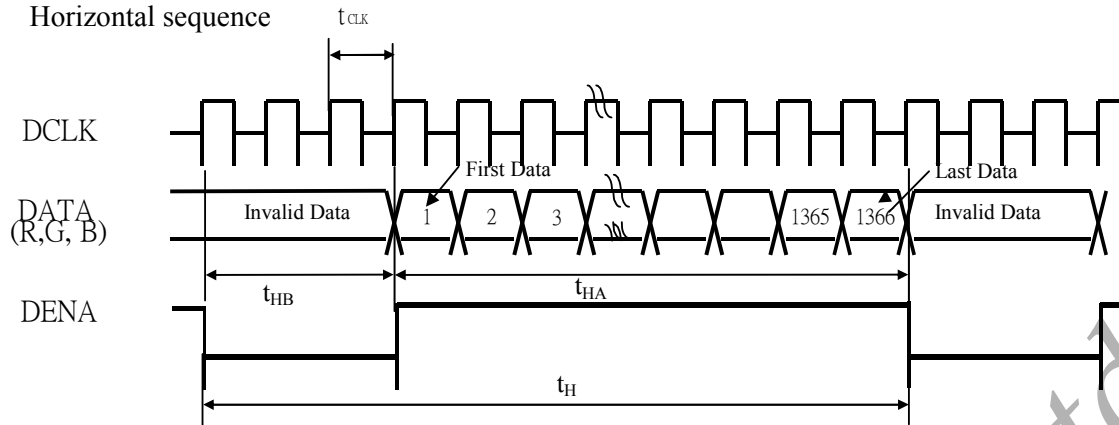 Horizontal sequence
tCLK
DCLK
First Data
Last Data
DATA
(R,G, B)
Invalid Data 1 2 3 1365 1366 Invalid Data
tHB
tHA
DENA
tH